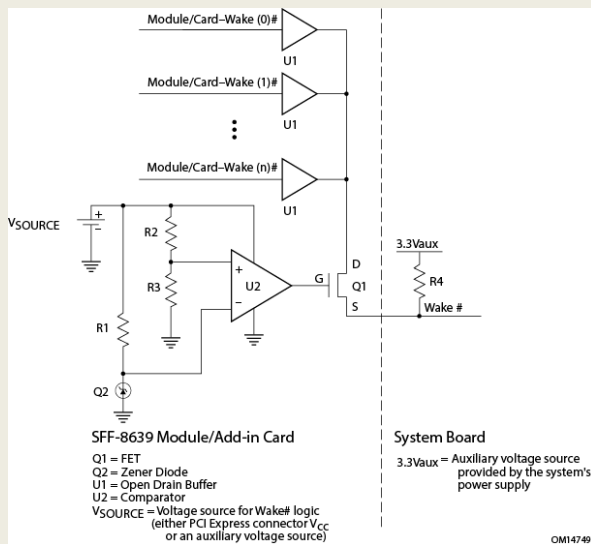 Module/Card–Wake (0)#
U1
Module/Card–Wake (1)#
U1
Module/Card–Wake (n)#
U1
VSOURCE
+
–
R2
R3
R1
+
–
U2
G
D
Q1
S
3.3Vaux
R4
Wake #
Q2
SFF-8639 Module/Add-in Card
Q1 = FET
Q2 = Zener Diode
U1 = Open Drain Buffer
U2 = Comparator
VSOURCE = Voltage source for Wake# logic
(either PCI Express connector VCC
or an auxiliary voltage source)
System Board
3.3Vaux = Auxiliary voltage source
provided by the system's
power supply
OM14749